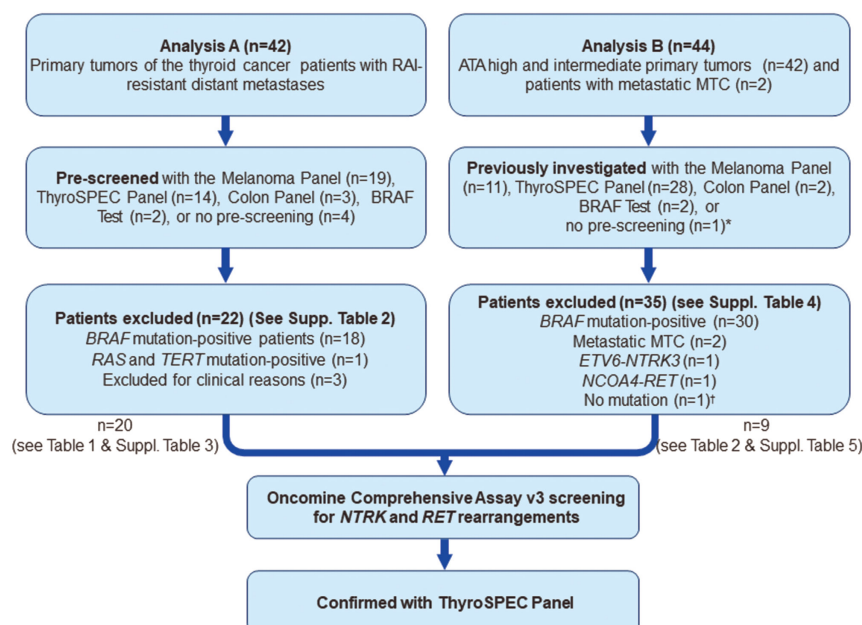 Analysis A (n=42)
Primary tumors of the thyroid cancer patients with RAI-
resistant distant metastases
Analysis B (n=44)
ATA high and intermediate primary tumors (n=42) and
patients with metastatic MTC (n=2)
Pre-screened with the Melanoma Panel (n=19),
ThyroSPEC Panel (n=14), Colon Panel (n=3), BRAF
Test (n=2), or no pre-screening (n=4)
Previously investigated with the Melanoma Panel
(n=11), ThyroSPEC Panel (n=28), Colon Panel (n=2),
BRAF Test (n=2), or
no pre-screening (n=1)*
Patients excluded (n=22) (See Supp. Table 2)
BRAF mutation-positive patients (n=18)
RAS and TERT mutation-positive (n=1)
Excluded for clinical reasons (n=3)
Patients excluded (n=35) (see Suppl. Table 4)
BRAF mutation-positive (n=30)
Metastatic MTC (n=2)
ETV6-NTRK3 (n=1)
NCOA4-RET (n=1)
No mutation (n=1)†
n=20
(see Table 1 & Suppl. Table 3)
n=9
(see Table 2 & Suppl. Table 5)
Oncomine Comprehensive Assay v3 screening
for NTRK and RET rearrangements
Confirmed with ThyroSPEC Panel